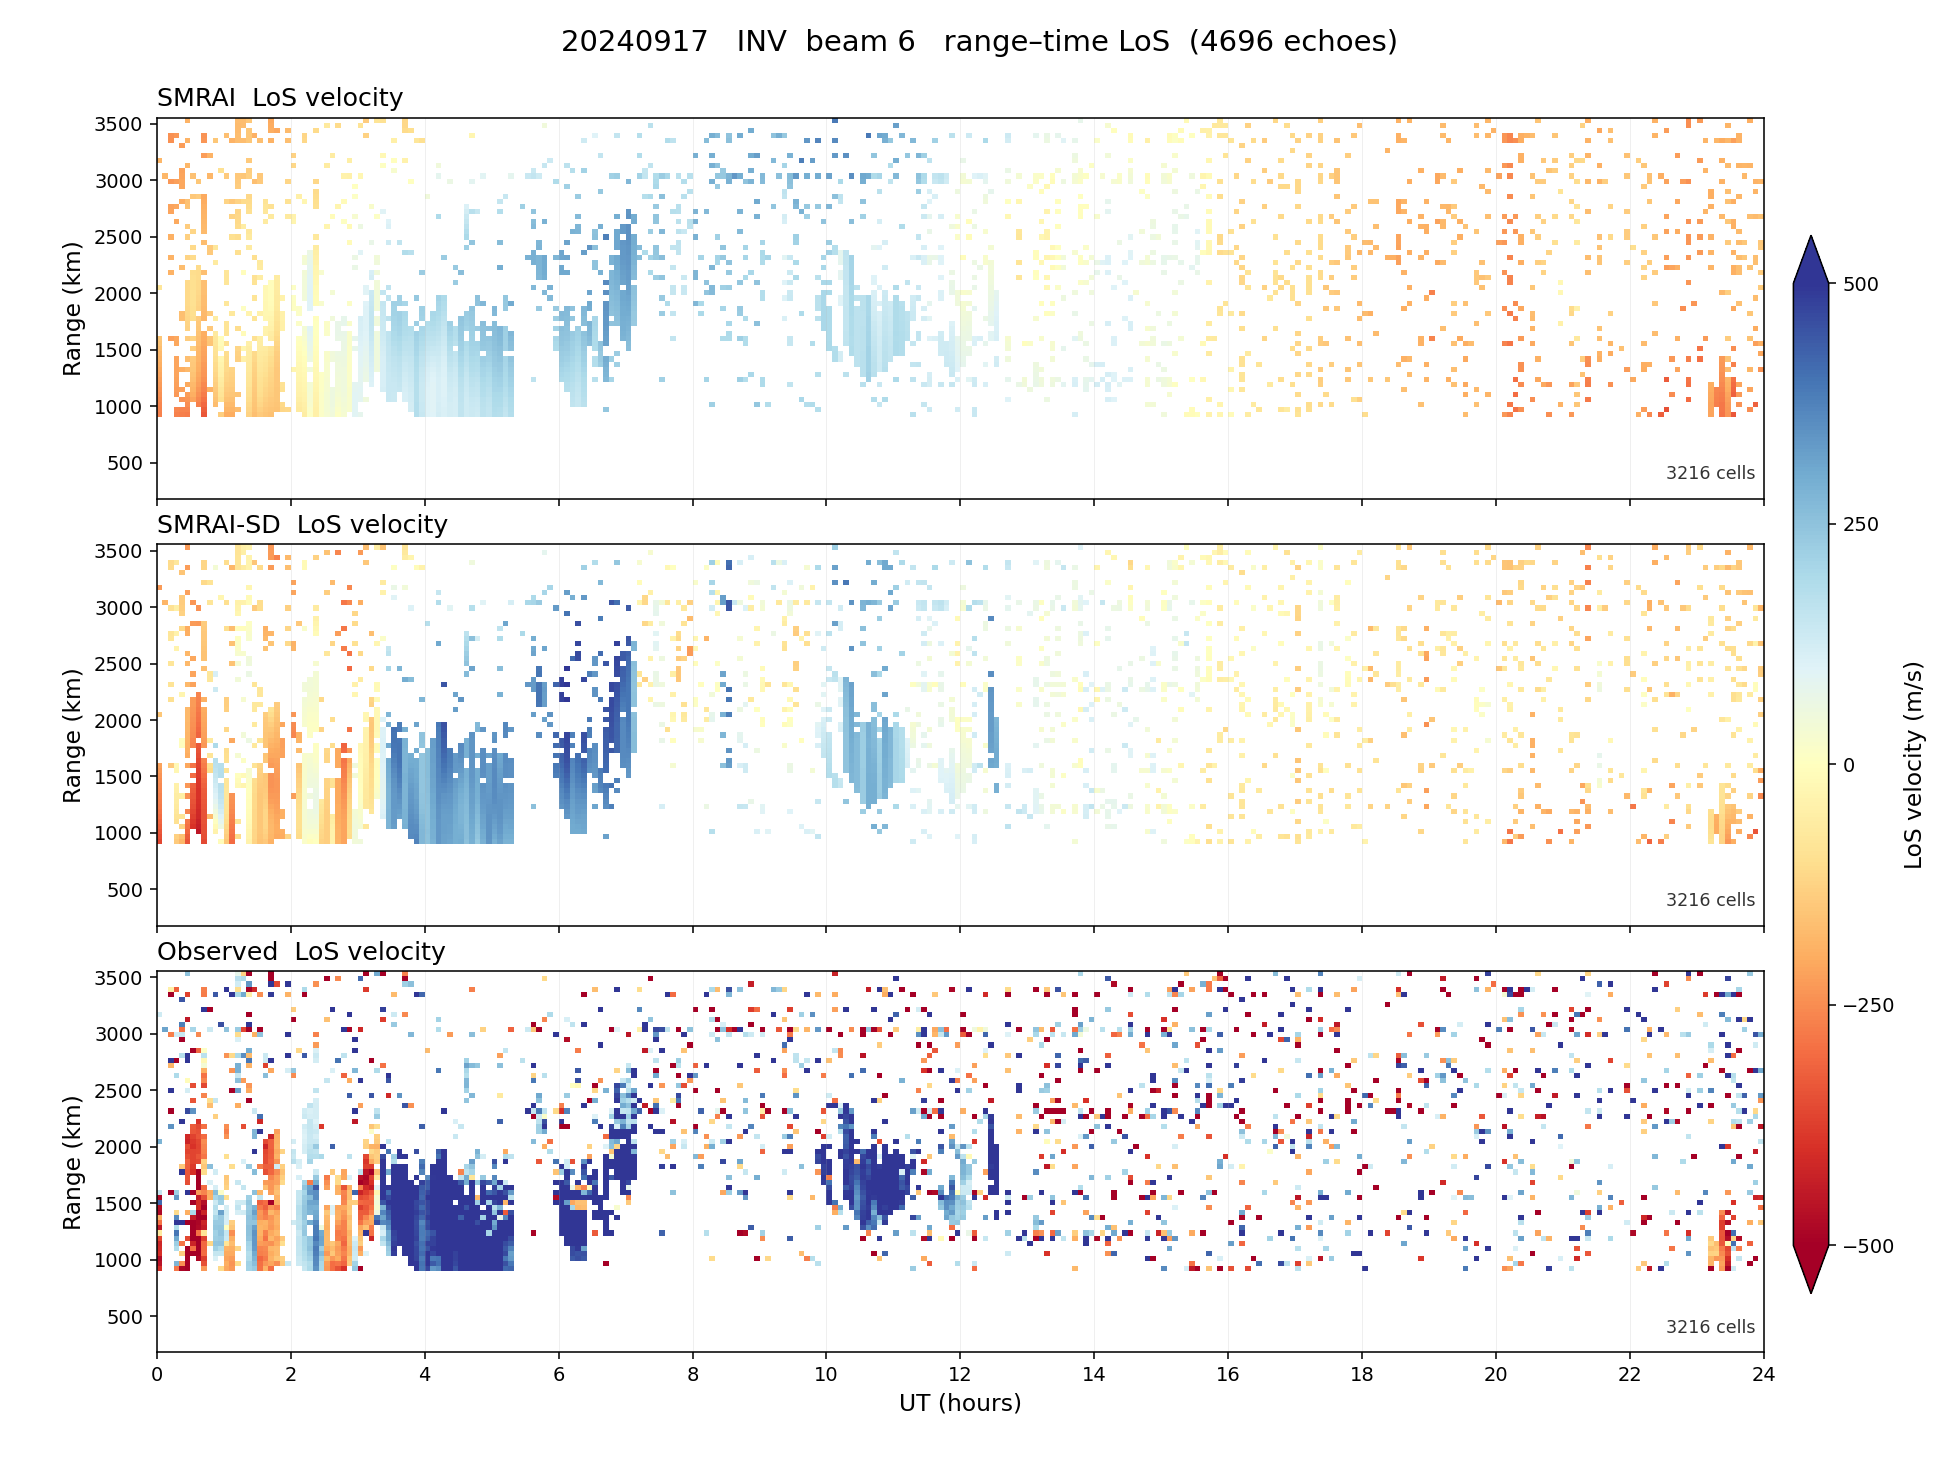 20240917   INV  beam 6   range–time LoS  (4696 echoes)
SMRAI  LoS velocity
3500
3000
2500
2000
1500
1000
500
Range (km)
3216 cells
SMRAI-SD  LoS velocity
3500
3000
2500
2000
1500
1000
500
Range (km)
3216 cells
Observed  LoS velocity
3500
3000
2500
2000
1500
1000
500
Range (km)
3216 cells
0 2 4 6 8 10 12 14 16 18 20 22 24
UT (hours)
500
250
0
−250
−500
LoS velocity (m/s)